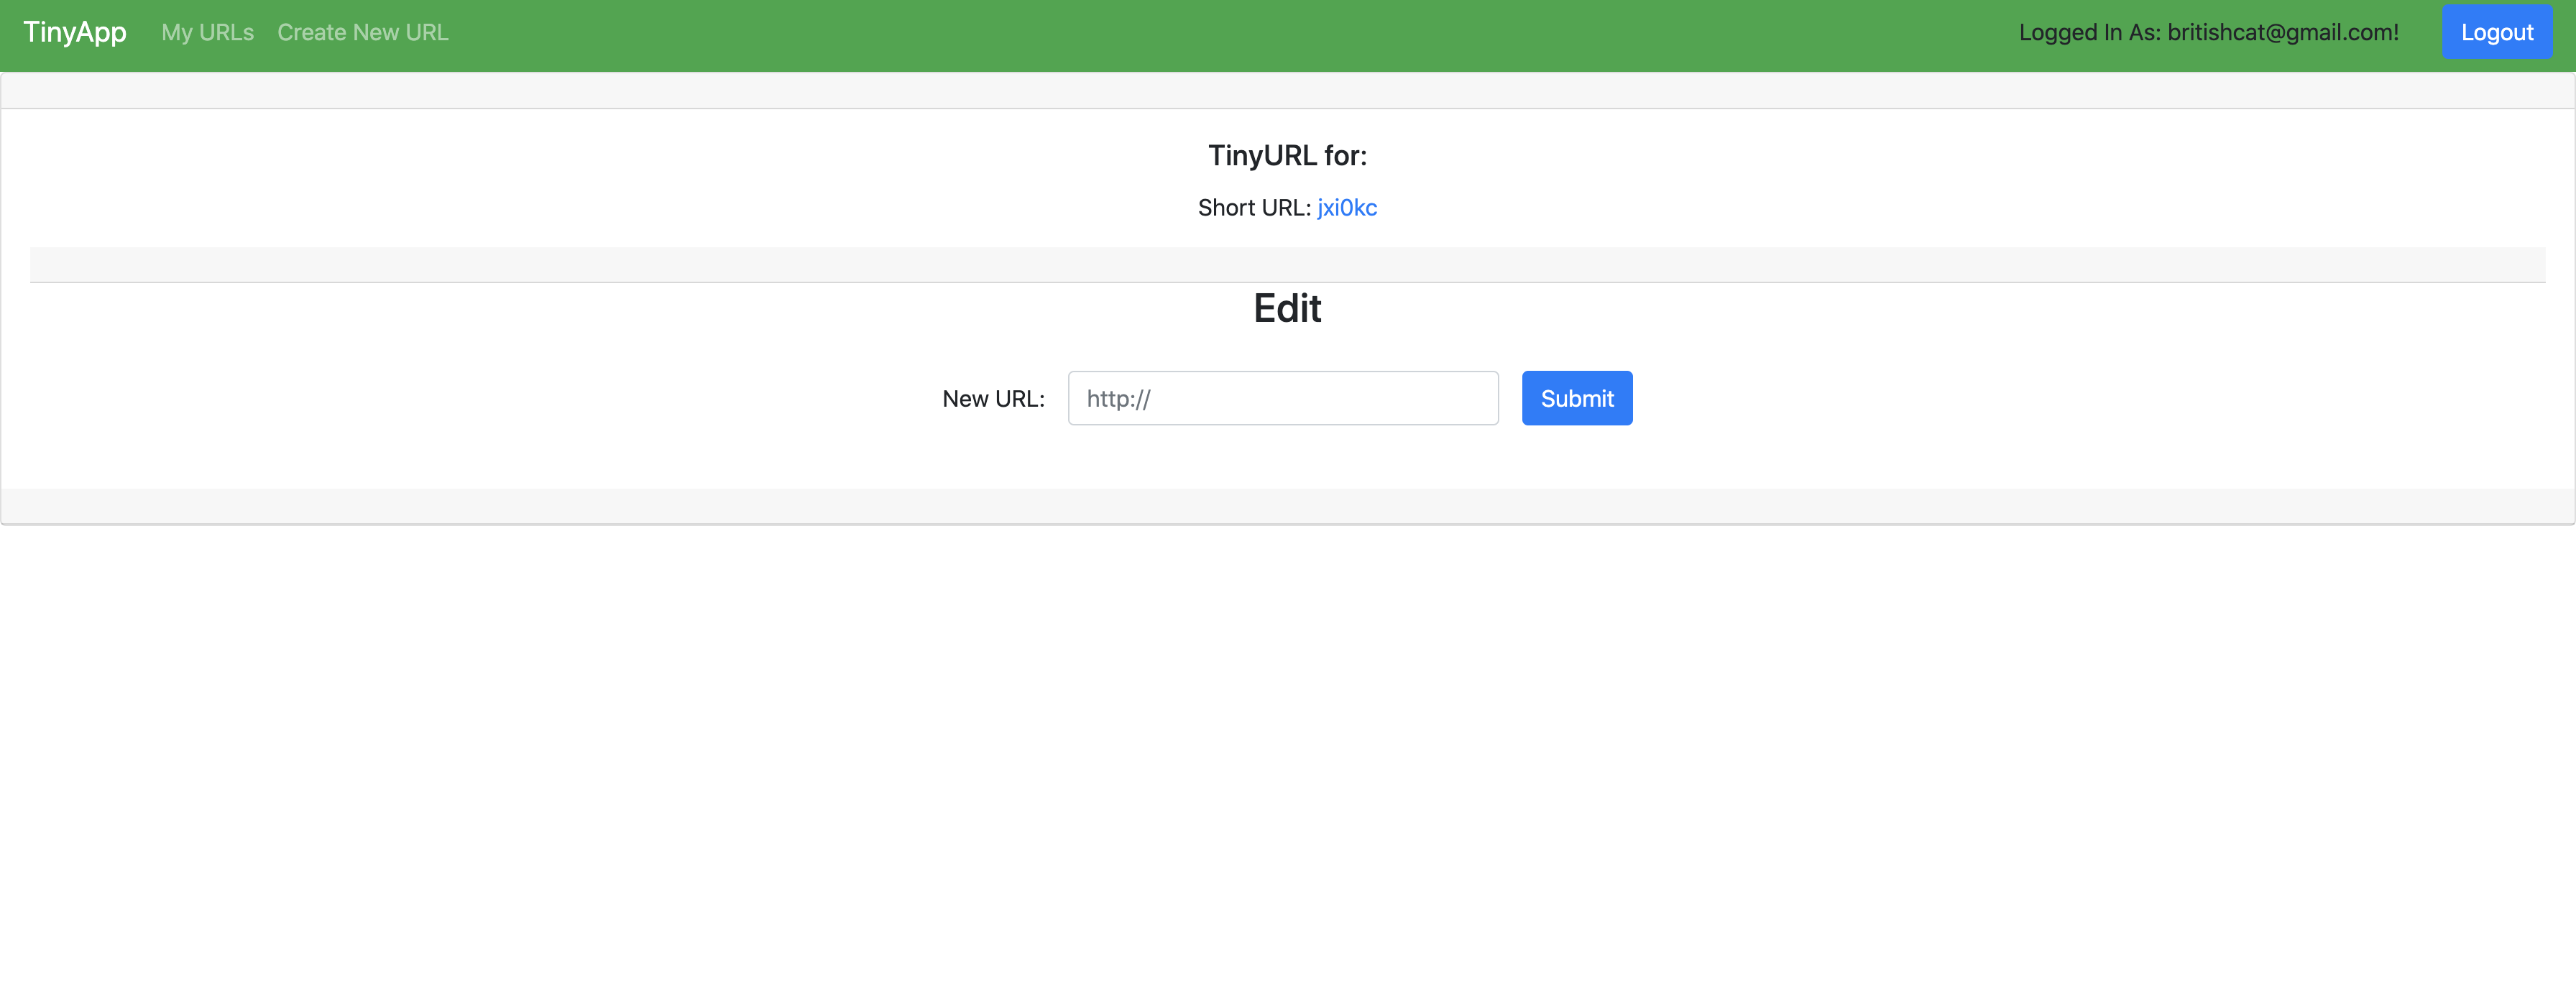 TinyApp My URLs Create New URL Logged In As: britishcat@gmail.com! Logout
TinyURL for:
Short URL: jxi0kc
Edit
New URL: http:// Submit